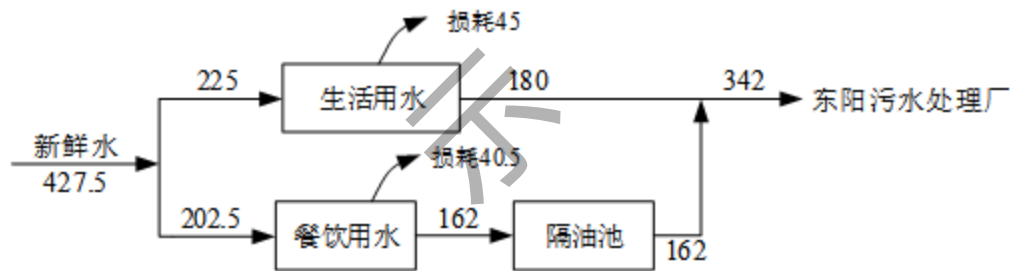 损耗45
225
生活用水
180
342
东阳污水处理厂
新鲜水
427.5
损耗40.5
202.5
餐饮用水
162
隔油池
162